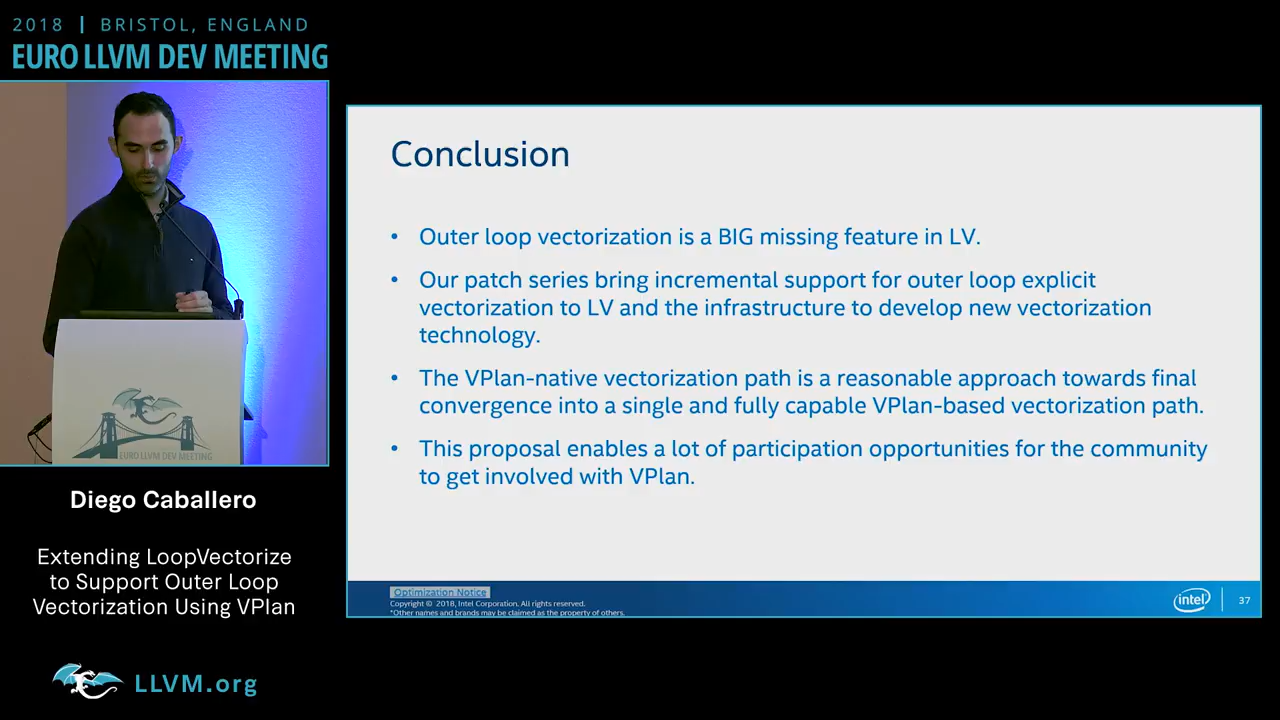 2018 | BRISTOL, ENGLAND
EURO LLVM DEV MEETING
EURO LLVM DEV MEETING
Diego Caballero
Extending LoopVectorize
to Support Outer Loop
Vectorization Using VPlan
LLVM.org
Conclusion
• Outer loop vectorization is a BIG missing feature in LV.
• Our patch series bring incremental support for outer loop explicit
vectorization to LV and the infrastructure to develop new vectorization
technology.
• The VPlan-native vectorization path is a reasonable approach towards final
convergence into a single and fully capable VPlan-based vectorization path.
• This proposal enables a lot of participation opportunities for the community
to get involved with VPlan.
Optimization Notice
Copyright © 2018, Intel Corporation. All rights reserved.
*Other names and brands may be claimed as the property of others.
intel
37